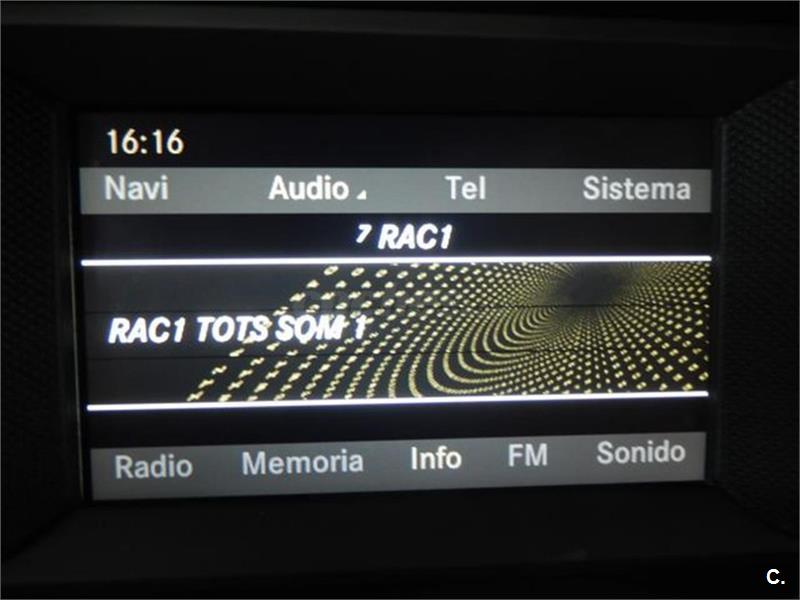 16:16
Navi Audio Tel Sistema
7 RAC1
RAC1 TOTS SOM 1
Radio Memoria Info FM Sonido
C.